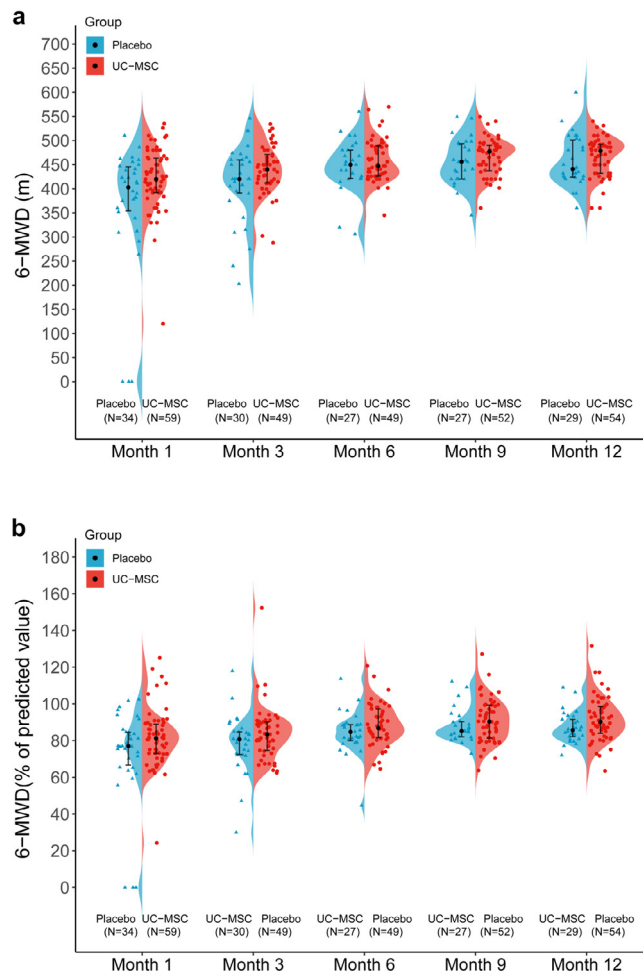 a
Group
Placebo
UC-MSC
700
650
600
550
500
450
400
350
300
250
200
150
100
50
0
6-MWD (m)
Placebo UC-MSC Placebo UC-MSC Placebo UC-MSC Placebo UC-MSC Placebo UC-MSC
(N=34) (N=59) (N=30) (N=49) (N=27) (N=49) (N=27) (N=52) (N=29) (N=54)
Month 1 Month 3 Month 6 Month 9 Month 12
b
Group
Placebo
UC-MSC
180
160
140
120
100
80
60
40
20
0
6-MWD(% of predicted value)
Placebo UC-MSC UC-MSC Placebo UC-MSC Placebo UC-MSC Placebo UC-MSC Placebo
(N=34) (N=59) (N=30) (N=49) (N=27) (N=49) (N=27) (N=52) (N=29) (N=54)
Month 1 Month 3 Month 6 Month 9 Month 12